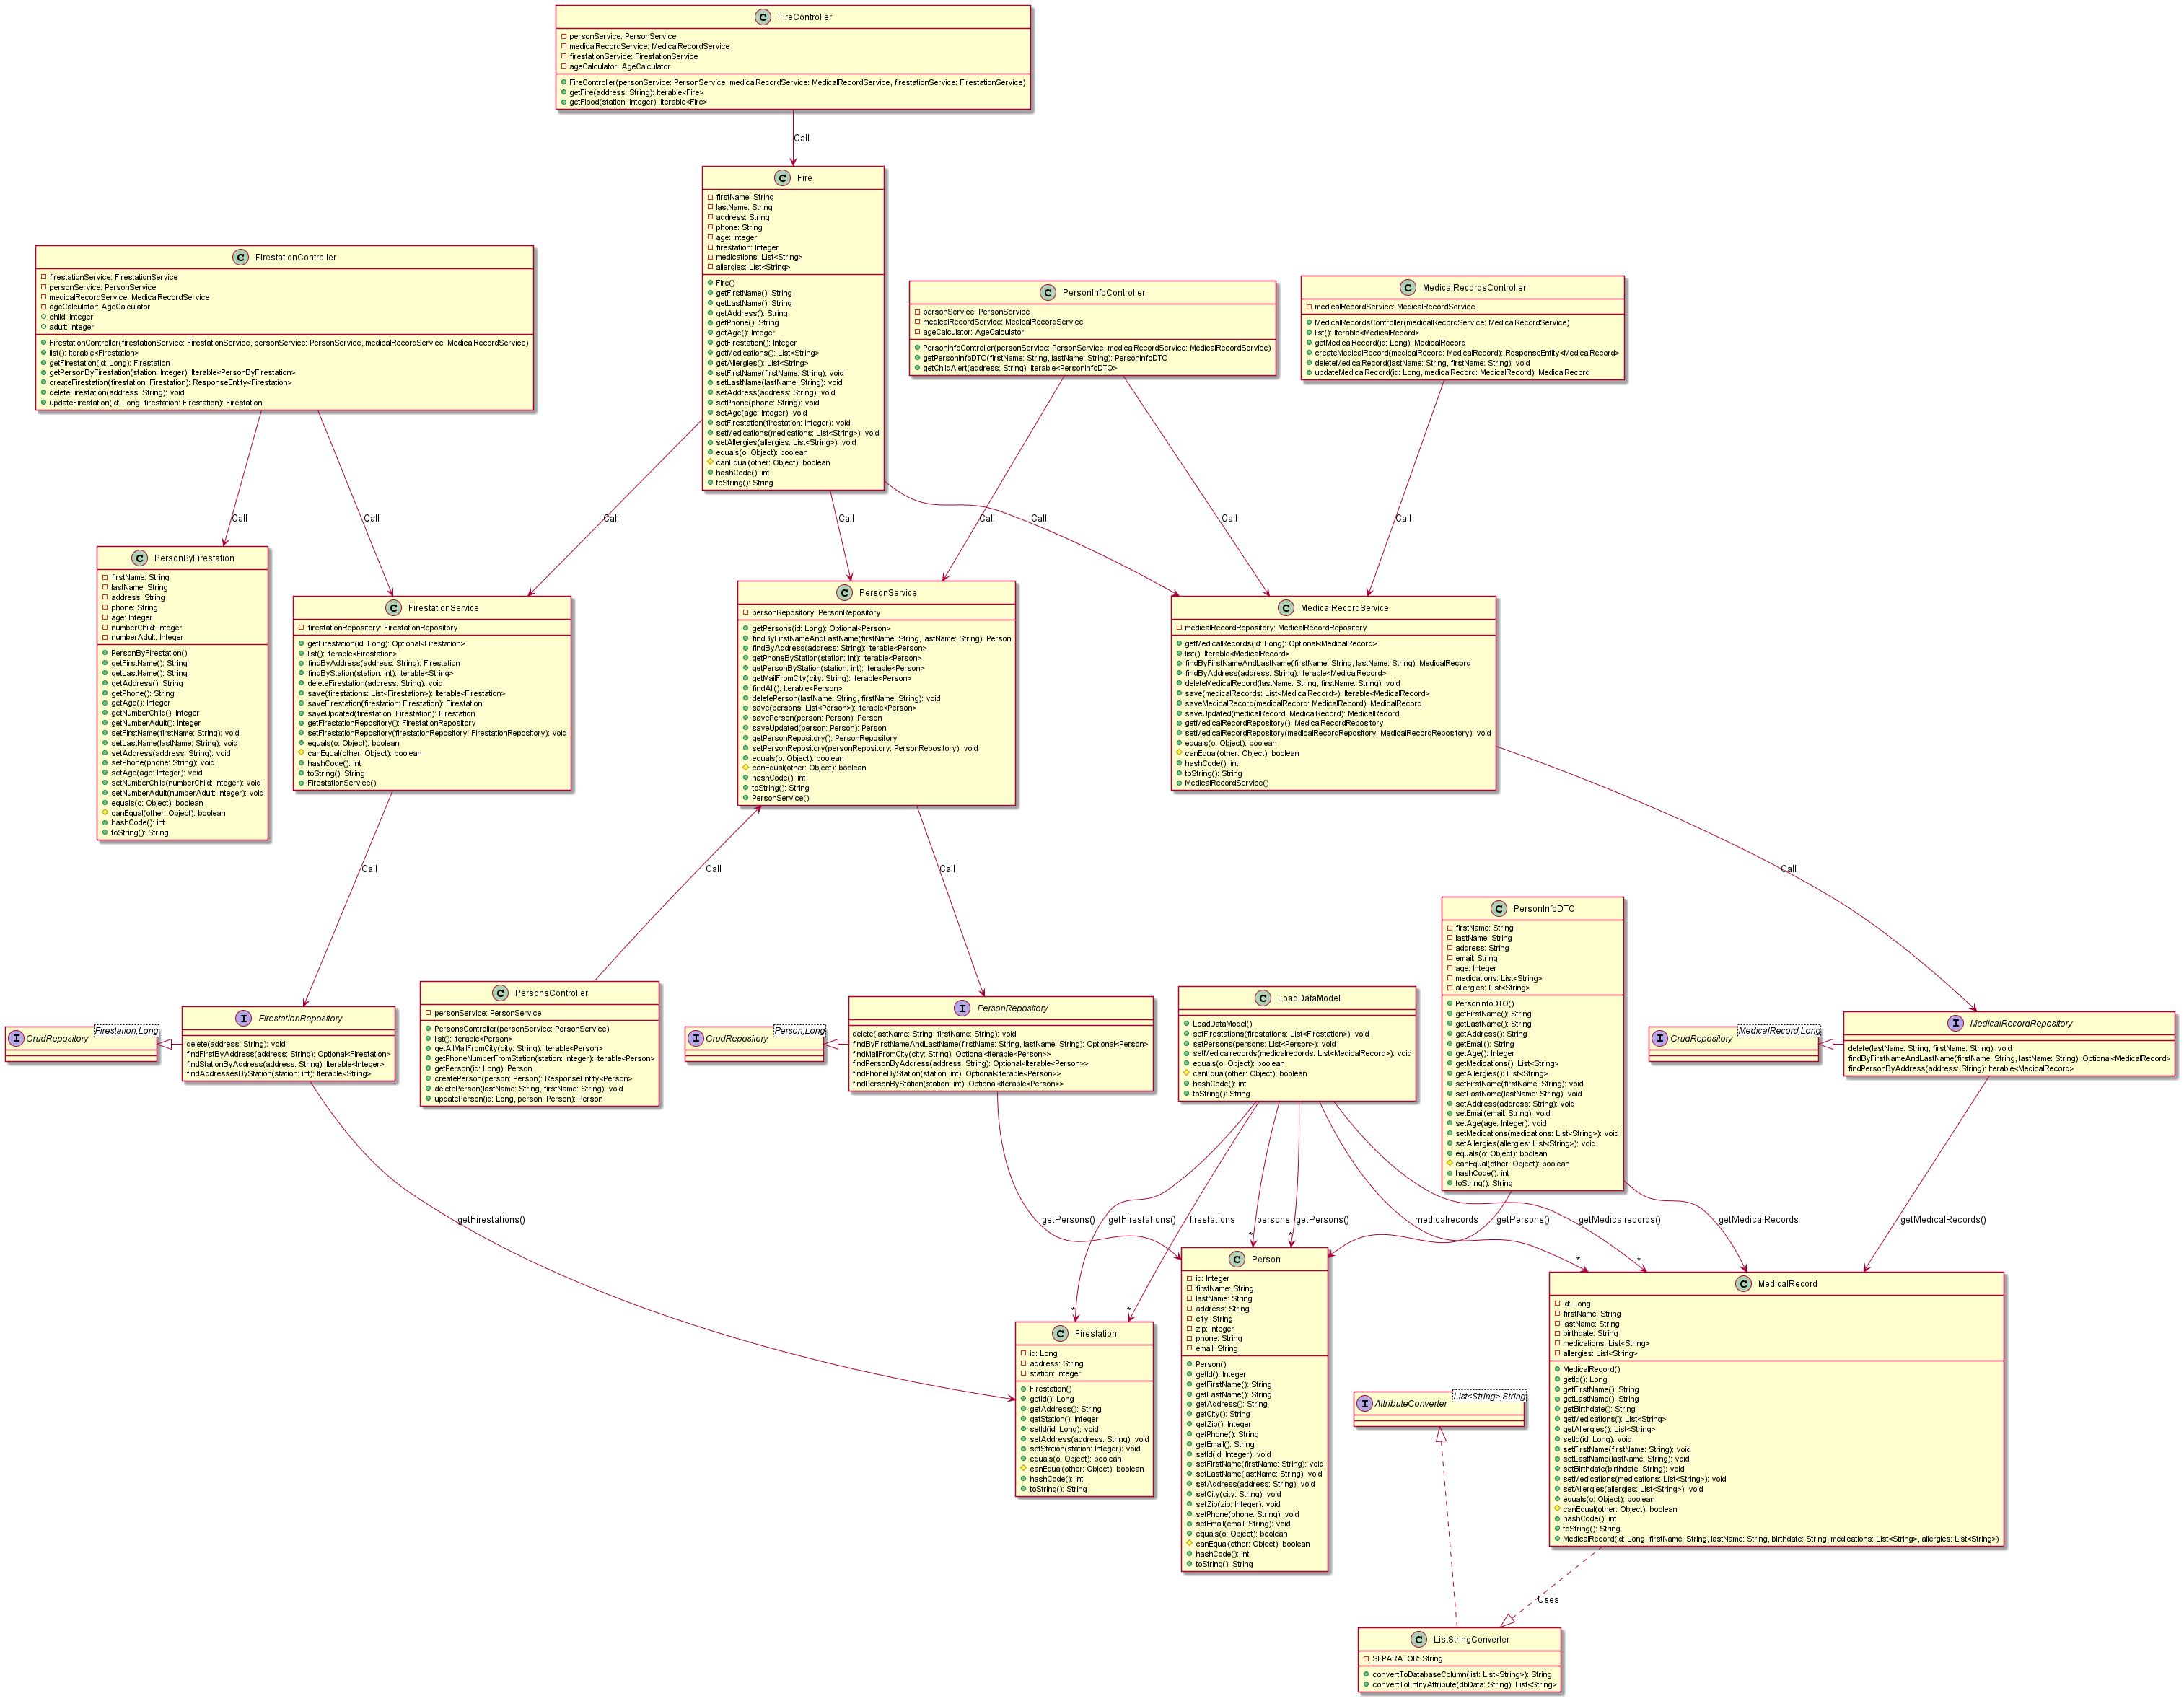 FireController
personService: PersonService
medicalRecordService: MedicalRecordService
firestationService: FirestationService
ageCalculator: AgeCalculator
FireController(personService: PersonService, medicalRecordService: MedicalRecordService, firestationService: FirestationService)
getFire(address: String): Iterable<Fire>
getFlood(station: Integer): Iterable<Fire>
Call
Fire
firstName: String
lastName: String
address: String
phone: String
age: Integer
firestation: Integer
medications: List<String>
allergies: List<String>
Fire()
getFirstName(): String
getLastName(): String
getAddress(): String
getPhone(): String
getAge(): Integer
getFirestation(): Integer
getMedications(): List<String>
getAllergies(): List<String>
setFirstName(firstName: String): void
setLastName(lastName: String): void
setAddress(address: String): void
setPhone(phone: String): void
setAge(age: Integer): void
setFirestation(firestation: Integer): void
setMedications(medications: List<String>): void
setAllergies(allergies: List<String>): void
equals(o: Object): boolean
canEqual(other: Object): boolean
hashCode(): int
toString(): String
FirestationController
firestationService: FirestationService
personService: PersonService
medicalRecordService: MedicalRecordService
ageCalculator: AgeCalculator
child: Integer
adult: Integer
FirestationController(firestationService: FirestationService, personService: PersonService, medicalRecordService: MedicalRecordService)
list(): Iterable<Firestation>
getFirestation(id: Long): Firestation
getPersonByFirestation(station: Integer): Iterable<PersonByFirestation>
createFirestation(firestation: Firestation): ResponseEntity<Firestation>
deleteFirestation(address: String): void
updateFirestation(id: Long, firestation: Firestation): Firestation
PersonInfoController
personService: PersonService
medicalRecordService: MedicalRecordService
ageCalculator: AgeCalculator
PersonInfoController(personService: PersonService, medicalRecordService: MedicalRecordService)
getPersonInfoDTO(firstName: String, lastName: String): PersonInfoDTO
getChildAlert(address: String): Iterable<PersonInfoDTO>
MedicalRecordsController
medicalRecordService: MedicalRecordService
MedicalRecordsController(medicalRecordService: MedicalRecordService)
list(): Iterable<MedicalRecord>
getMedicalRecord(id: Long): MedicalRecord
createMedicalRecord(medicalRecord: MedicalRecord): ResponseEntity<MedicalRecord>
deleteMedicalRecord(lastName: String, firstName: String): void
updateMedicalRecord(id: Long, medicalRecord: MedicalRecord): MedicalRecord
Call
Call
Call
Call
Call
Call
Call
Call
PersonByFirestation
firstName: String
lastName: String
address: String
phone: String
age: Integer
numberChild: Integer
numberAdult: Integer
PersonByFirestation()
getFirstName(): String
getLastName(): String
getAddress(): String
getPhone(): String
getAge(): Integer
getNumberChild(): Integer
getNumberAdult(): Integer
setFirstName(firstName: String): void
setLastName(lastName: String): void
setAddress(address: String): void
setPhone(phone: String): void
setAge(age: Integer): void
setNumberChild(numberChild: Integer): void
setNumberAdult(numberAdult: Integer): void
equals(o: Object): boolean
canEqual(other: Object): boolean
hashCode(): int
toString(): String
FirestationService
firestationRepository: FirestationRepository
getFirestation(id: Long): Optional<Firestation>
list(): Iterable<Firestation>
findByAddress(address: String): Firestation
findByStation(station: int): Iterable<String>
deleteFirestation(address: String): void
save(firestations: List<Firestation>): Iterable<Firestation>
saveFirestation(firestation: Firestation): Firestation
saveUpdated(firestation: Firestation): Firestation
getFirestationRepository(): FirestationRepository
setFirestationRepository(firestationRepository: FirestationRepository): void
equals(o: Object): boolean
canEqual(other: Object): boolean
hashCode(): int
toString(): String
FirestationService()
PersonService
personRepository: PersonRepository
getPersons(id: Long): Optional<Person>
findByFirstNameAndLastName(firstName: String, lastName: String): Person
findByAddress(address: String): Iterable<Person>
getPhoneByStation(station: int): Iterable<Person>
getPersonByStation(station: int): Iterable<Person>
getMailFromCity(city: String): Iterable<Person>
findAll(): Iterable<Person>
deletePerson(lastName: String, firstName: String): void
save(persons: List<Person>): Iterable<Person>
savePerson(person: Person): Person
saveUpdated(person: Person): Person
getPersonRepository(): PersonRepository
setPersonRepository(personRepository: PersonRepository): void
equals(o: Object): boolean
canEqual(other: Object): boolean
hashCode(): int
toString(): String
PersonService()
MedicalRecordService
medicalRecordRepository: MedicalRecordRepository
getMedicalRecords(id: Long): Optional<MedicalRecord>
list(): Iterable<MedicalRecord>
findByFirstNameAndLastName(firstName: String, lastName: String): MedicalRecord
findByAddress(address: String): Iterable<MedicalRecord>
deleteMedicalRecord(lastName: String, firstName: String): void
save(medicalRecords: List<MedicalRecord>): Iterable<MedicalRecord>
saveMedicalRecord(medicalRecord: MedicalRecord): MedicalRecord
saveUpdated(medicalRecord: MedicalRecord): MedicalRecord
getMedicalRecordRepository(): MedicalRecordRepository
setMedicalRecordRepository(medicalRecordRepository: MedicalRecordRepository): void
equals(o: Object): boolean
canEqual(other: Object): boolean
hashCode(): int
toString(): String
MedicalRecordService()
Call
Call
Call
Call
CrudRepository
Firestation,Long
FirestationRepository
delete(address: String): void
findFirstByAddress(address: String): Optional<Firestation>
findStationByAddress(address: String): Iterable<Integer>
findAddressesByStation(station: int): Iterable<String>
PersonsController
personService: PersonService
PersonsController(personService: PersonService)
list(): Iterable<Person>
getAllMailFromCity(city: String): Iterable<Person>
getPhoneNumberFromStation(station: Integer): Iterable<Person>
getPerson(id: Long): Person
createPerson(person: Person): ResponseEntity<Person>
deletePerson(lastName: String, firstName: String): void
updatePerson(id: Long, person: Person): Person
CrudRepository
Person,Long
PersonRepository
delete(lastName: String, firstName: String): void
findByFirstNameAndLastName(firstName: String, lastName: String): Optional<Person>
findMailFromCity(city: String): Optional<Iterable<Person>>
findPersonByAddress(address: String): Optional<Iterable<Person>>
findPhoneByStation(station: int): Optional<Iterable<Person>>
findPersonByStation(station: int): Optional<Iterable<Person>>
LoadDataModel
LoadDataModel()
setFirestations(firestations: List<Firestation>): void
setPersons(persons: List<Person>): void
setMedicalrecords(medicalrecords: List<MedicalRecord>): void
equals(o: Object): boolean
canEqual(other: Object): boolean
hashCode(): int
toString(): String
PersonInfoDTO
firstName: String
lastName: String
address: String
email: String
age: Integer
medications: List<String>
allergies: List<String>
PersonInfoDTO()
getFirstName(): String
getLastName(): String
getAddress(): String
getEmail(): String
getAge(): Integer
getMedications(): List<String>
getAllergies(): List<String>
setFirstName(firstName: String): void
setLastName(lastName: String): void
setAddress(address: String): void
setEmail(email: String): void
setAge(age: Integer): void
setMedications(medications: List<String>): void
setAllergies(allergies: List<String>): void
equals(o: Object): boolean
canEqual(other: Object): boolean
hashCode(): int
toString(): String
CrudRepository
MedicalRecord,Long
MedicalRecordRepository
delete(lastName: String, firstName: String): void
findByFirstNameAndLastName(firstName: String, lastName: String): Optional<MedicalRecord>
findPersonByAddress(address: String): Iterable<MedicalRecord>
getFirestations()
getPersons()
getFirestations()
firestations
persons
getPersons()
medicalrecords
getPersons()
getMedicalrecords()
getMedicalRecords
getMedicalRecords()
*
*
*
*
*
*
Firestation
id: Long
address: String
station: Integer
Firestation()
getId(): Long
getAddress(): String
getStation(): Integer
setId(id: Long): void
setAddress(address: String): void
setStation(station: Integer): void
equals(o: Object): boolean
canEqual(other: Object): boolean
hashCode(): int
toString(): String
Person
id: Integer
firstName: String
lastName: String
address: String
city: String
zip: Integer
phone: String
email: String
Person()
getId(): Integer
getFirstName(): String
getLastName(): String
getAddress(): String
getCity(): String
getZip(): Integer
getPhone(): String
getEmail(): String
setId(id: Integer): void
setFirstName(firstName: String): void
setLastName(lastName: String): void
setAddress(address: String): void
setCity(city: String): void
setZip(zip: Integer): void
setPhone(phone: String): void
setEmail(email: String): void
equals(o: Object): boolean
canEqual(other: Object): boolean
hashCode(): int
toString(): String
AttributeConverter
List<String>,String
MedicalRecord
id: Long
firstName: String
lastName: String
birthdate: String
medications: List<String>
allergies: List<String>
MedicalRecord()
getId(): Long
getFirstName(): String
getLastName(): String
getBirthdate(): String
getMedications(): List<String>
getAllergies(): List<String>
setId(id: Long): void
setFirstName(firstName: String): void
setLastName(lastName: String): void
setBirthdate(birthdate: String): void
setMedications(medications: List<String>): void
setAllergies(allergies: List<String>): void
equals(o: Object): boolean
canEqual(other: Object): boolean
hashCode(): int
toString(): String
MedicalRecord(id: Long, firstName: String, lastName: String, birthdate: String, medications: List<String>, allergies: List<String>)
Uses
ListStringConverter
SEPARATOR: String
convertToDatabaseColumn(list: List<String>): String
convertToEntityAttribute(dbData: String): List<String>